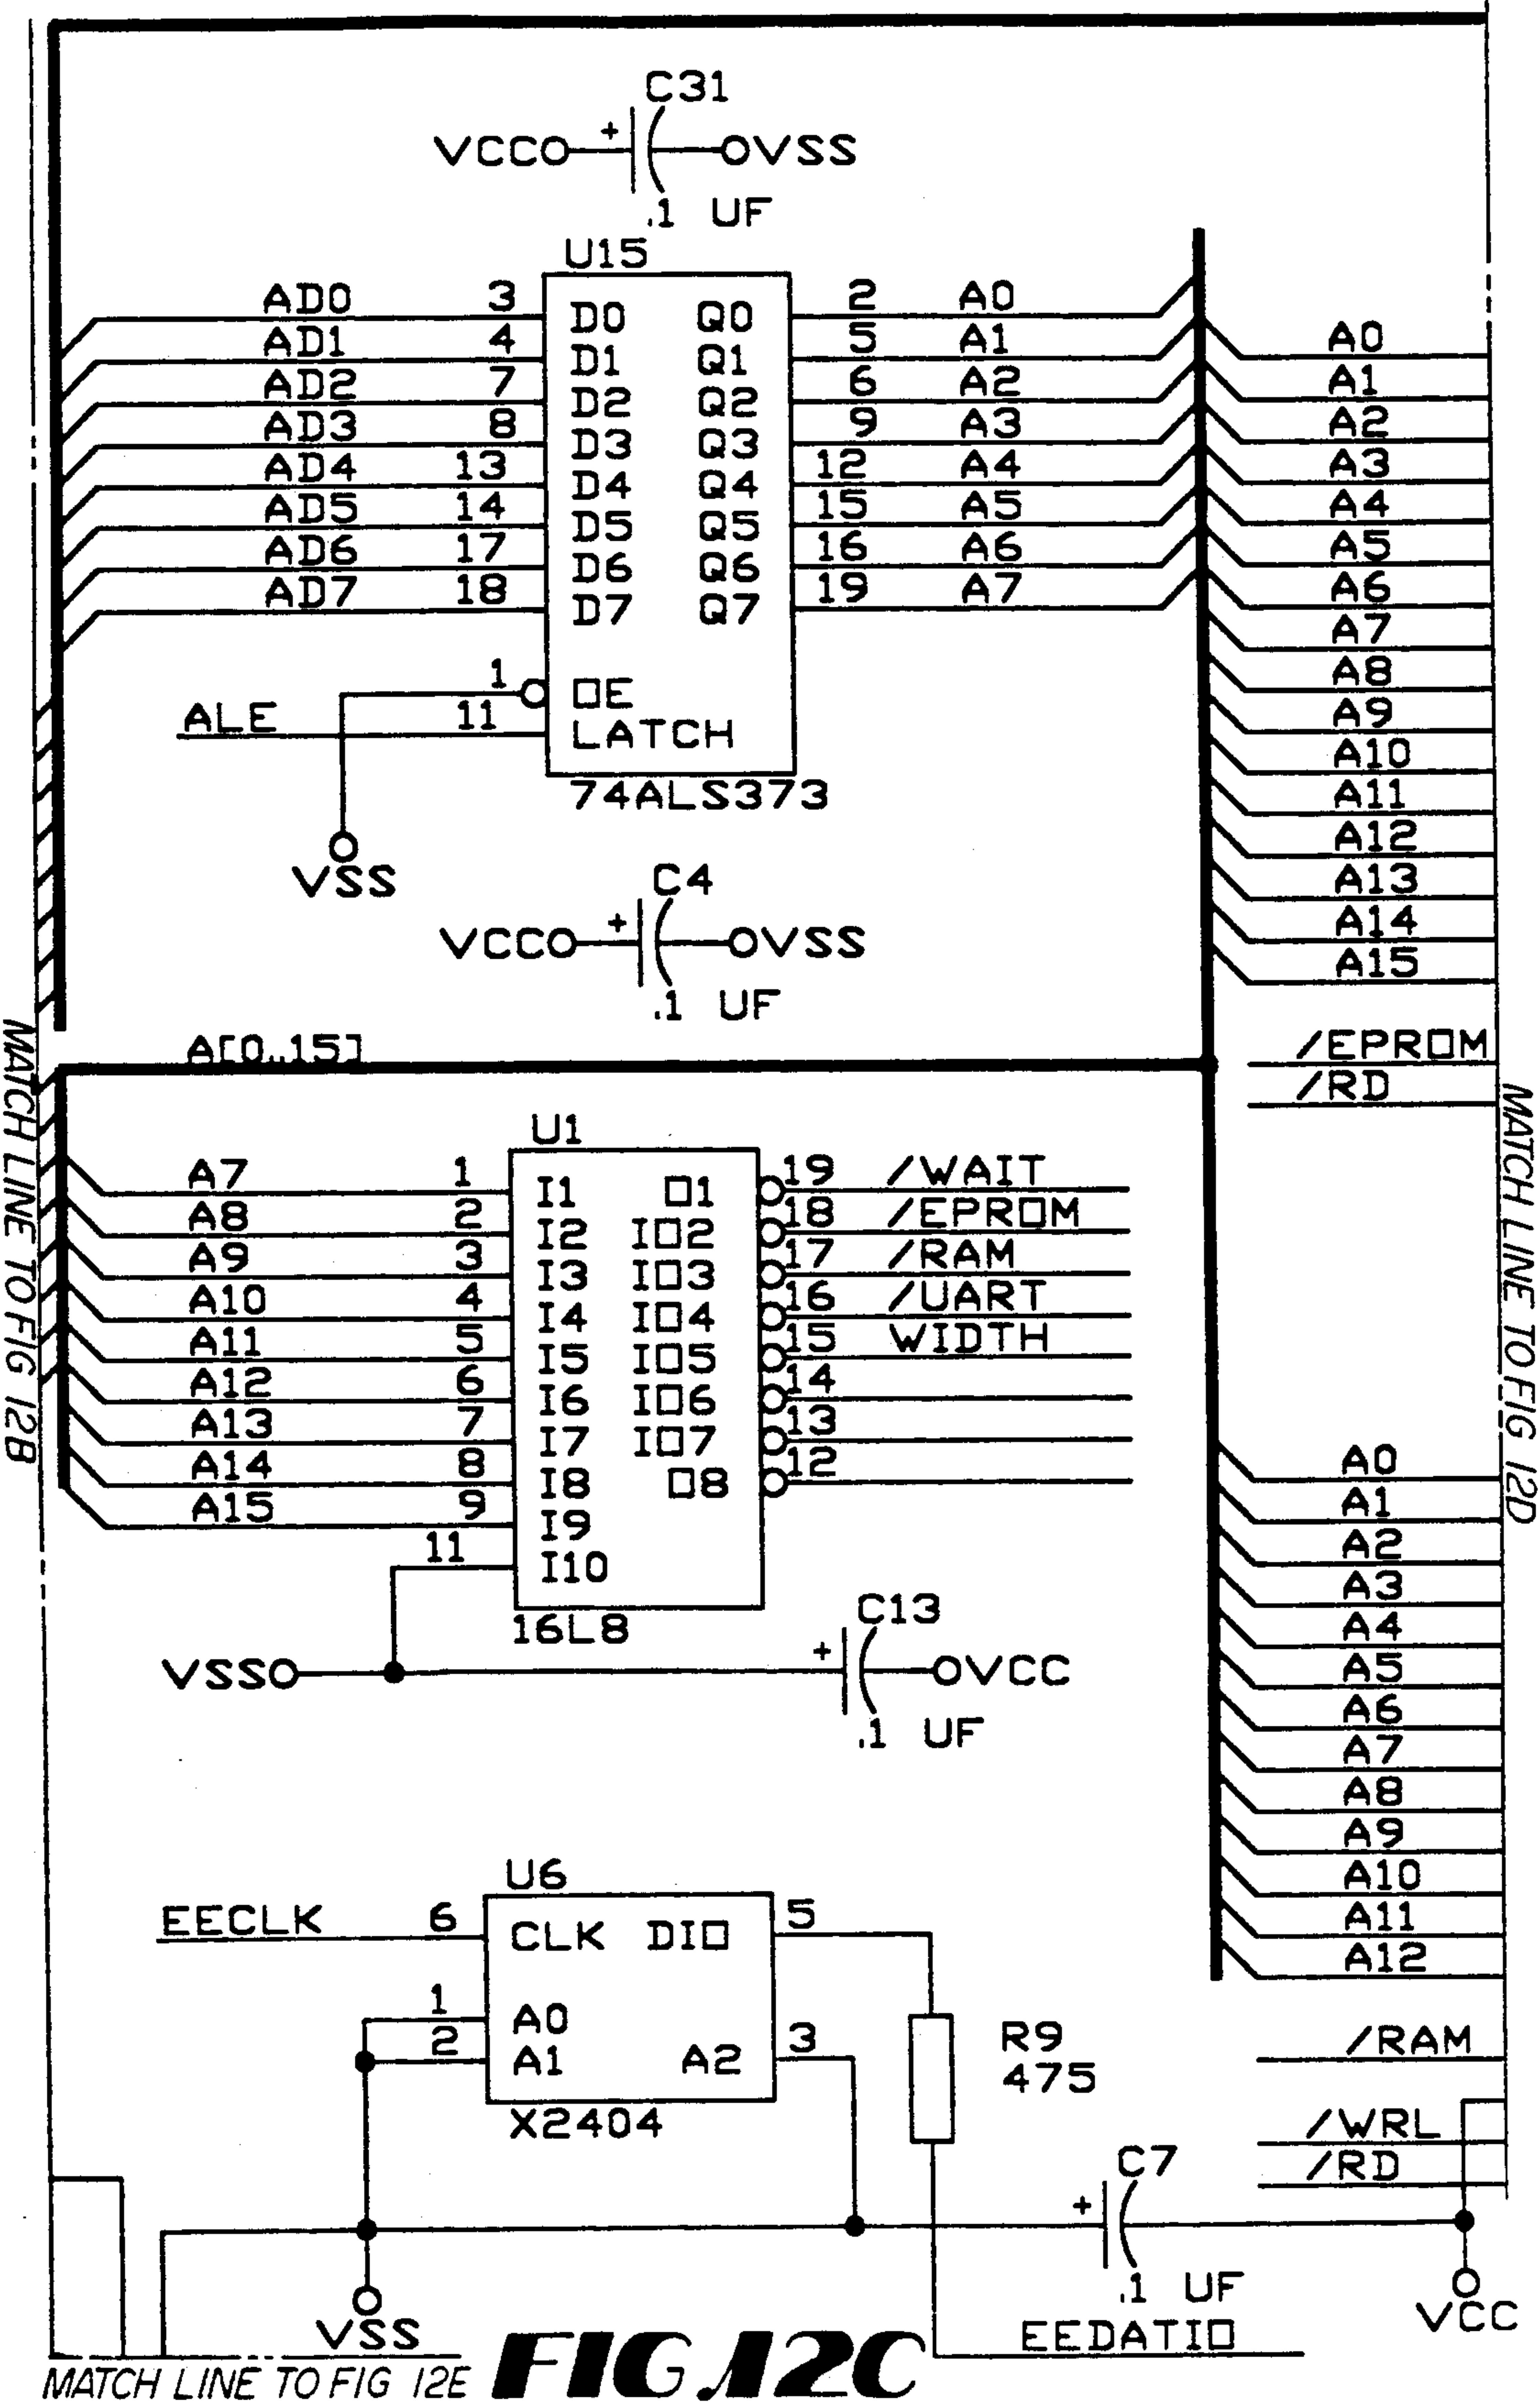 C31
+
VCC VSS
.1 UF
U15
AD0 3 D0 Q0 2 A0
AD1 4 D1 Q1 5 A1
AD2 7 D2 Q2 6 A2
AD3 8 D3 Q3 9 A3
AD4 13 D4 Q4 12 A4
AD5 14 D5 Q5 15 A5
AD6 17 D6 Q6 16 A6
AD7 18 D7 Q7 19 A7
1 OE
ALE 11 LATCH
74ALS373
VSS
A0
A1
A2
A3
A4
A5
A6
A7
A8
A9
A10
A11
A12
A13
A14
A15
/EPROM
/RD
C4
+
VCC VSS
.1 UF
A[0..15]
U1
A7 1 I1 O1 19 /WAIT
A8 2 I2 IO2 18 /EPROM
A9 3 I3 IO3 17 /RAM
A10 4 I4 IO4 16 /UART
A11 5 I5 IO5 15 WIDTH
A12 6 I6 IO6 14
A13 7 I7 IO7 13
A14 8 I8 O8 12
A15 9 I9
11 I10
16L8
C13
+
VSS VCC
.1 UF
A0
A1
A2
A3
A4
A5
A6
A7
A8
A9
A10
A11
A12
/RAM
/WRL
/RD
U6
EECLK 6 CLK DIO 5
1 A0
2 A1 A2 3
X2404
R9
475
C7
+
.1 UF
VCC
VSS
EEDATIO
MATCH LINE TO FIG 12B
MATCH LINE TO FIG 12D
MATCH LINE TO FIG 12E
FIG.12C